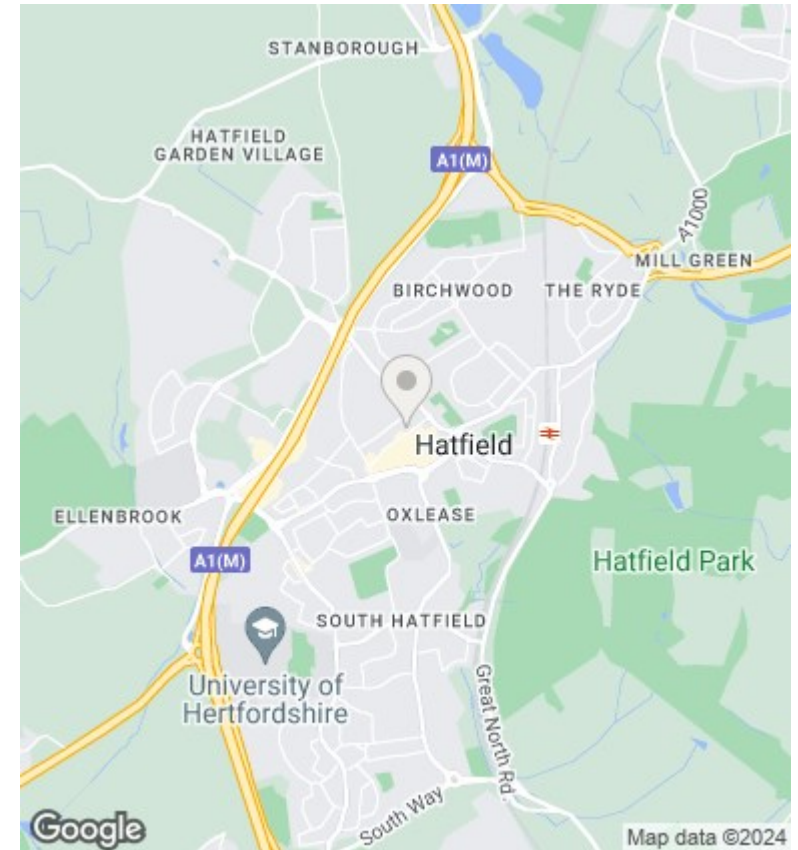 STANBOROUGH
HATFIELD
GARDEN VILLAGE
A1(M)
A1000
MILL GREEN
BIRCHWOOD
THE RYDE
Hatfield
ELLENBROOK
OXLEASE
A1(M)
Hatfield Park
SOUTH HATFIELD
University of
Hertfordshire
Great North Rd.
South Way
Google
Map data ©2024